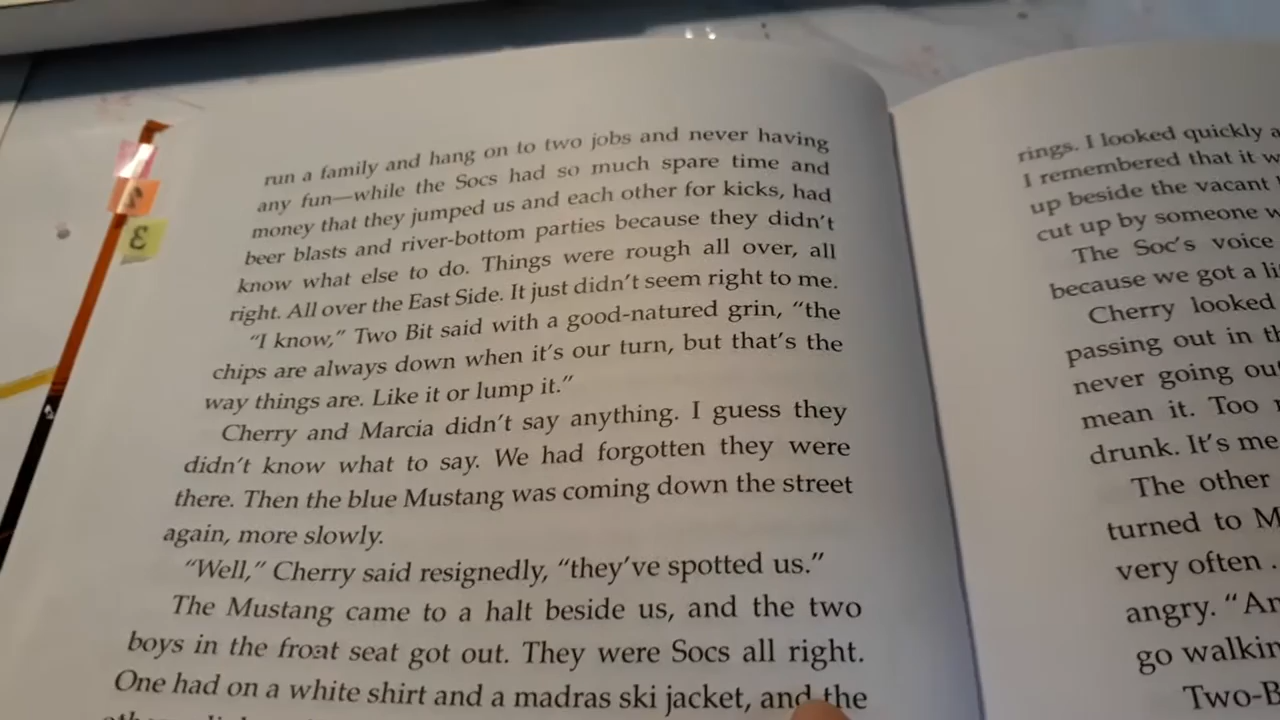 run a family and hang on to two jobs and never having
any fun—while the Socs had so much spare time and
money that they jumped us and each other for kicks, had
beer blasts and river-bottom parties because they didn't
know what else to do. Things were rough all over, all
right. All over the East Side. It just didn't seem right to me.
"I know," Two Bit said with a good-natured grin, "the
chips are always down when it's our turn, but that's the
way things are. Like it or lump it."
Cherry and Marcia didn't say anything. I guess they
didn't know what to say. We had forgotten they were
there. Then the blue Mustang was coming down the street
again, more slowly.
"Well," Cherry said resignedly, "they've spotted us."
The Mustang came to a halt beside us, and the two
boys in the front seat got out. They were Socs all right.
One had on a white shirt and a madras ski jacket, and the
3
rings. I looked quickly
I remembered that it
up beside the vacant
cut up by someone
The Soc's voice
because we got a
Cherry looked
passing out in
never going
mean it. Too
drunk. It's me
The other
turned to
very often .
angry. "
go